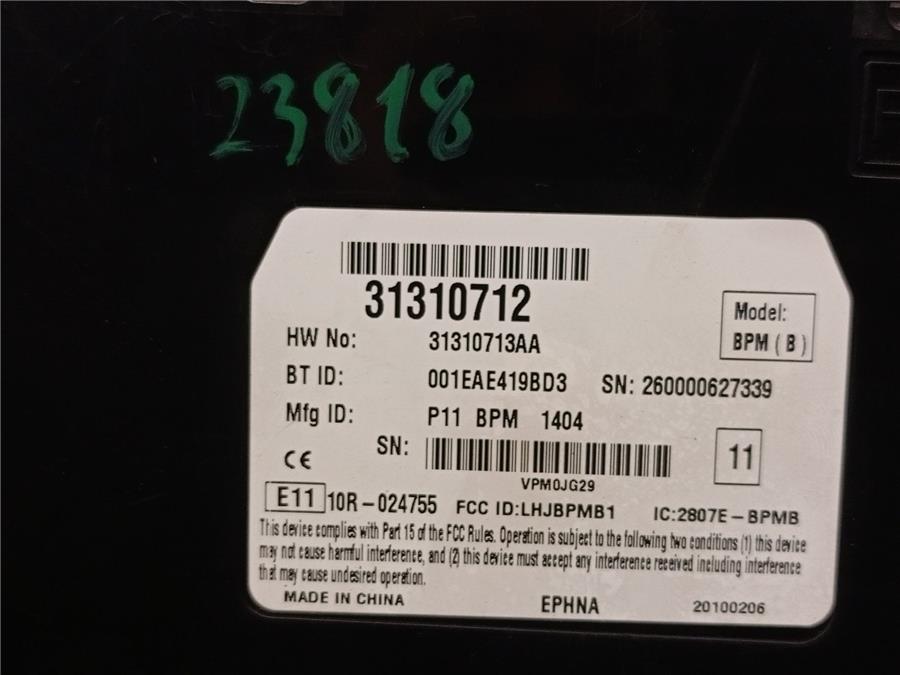 23818
31310712
Model:
BPM ( B )
HW No: 31310713AA
BT ID: 001EAE419BD3 SN: 260000627339
Mfg ID: P11 BPM 1404
SN:
11
VPM0JG29
CE
E11 10R-024755 FCC ID:LHJBPMB1 IC:2807E-BPMB
This device complies with Part 15 of the FCC Rules. Operation is subject to the following two conditions (1) this device
may not cause harmful interference, and (2) this device must accept any interference received including interference
that may cause undesired operation.
MADE IN CHINA EPHNA 20100206